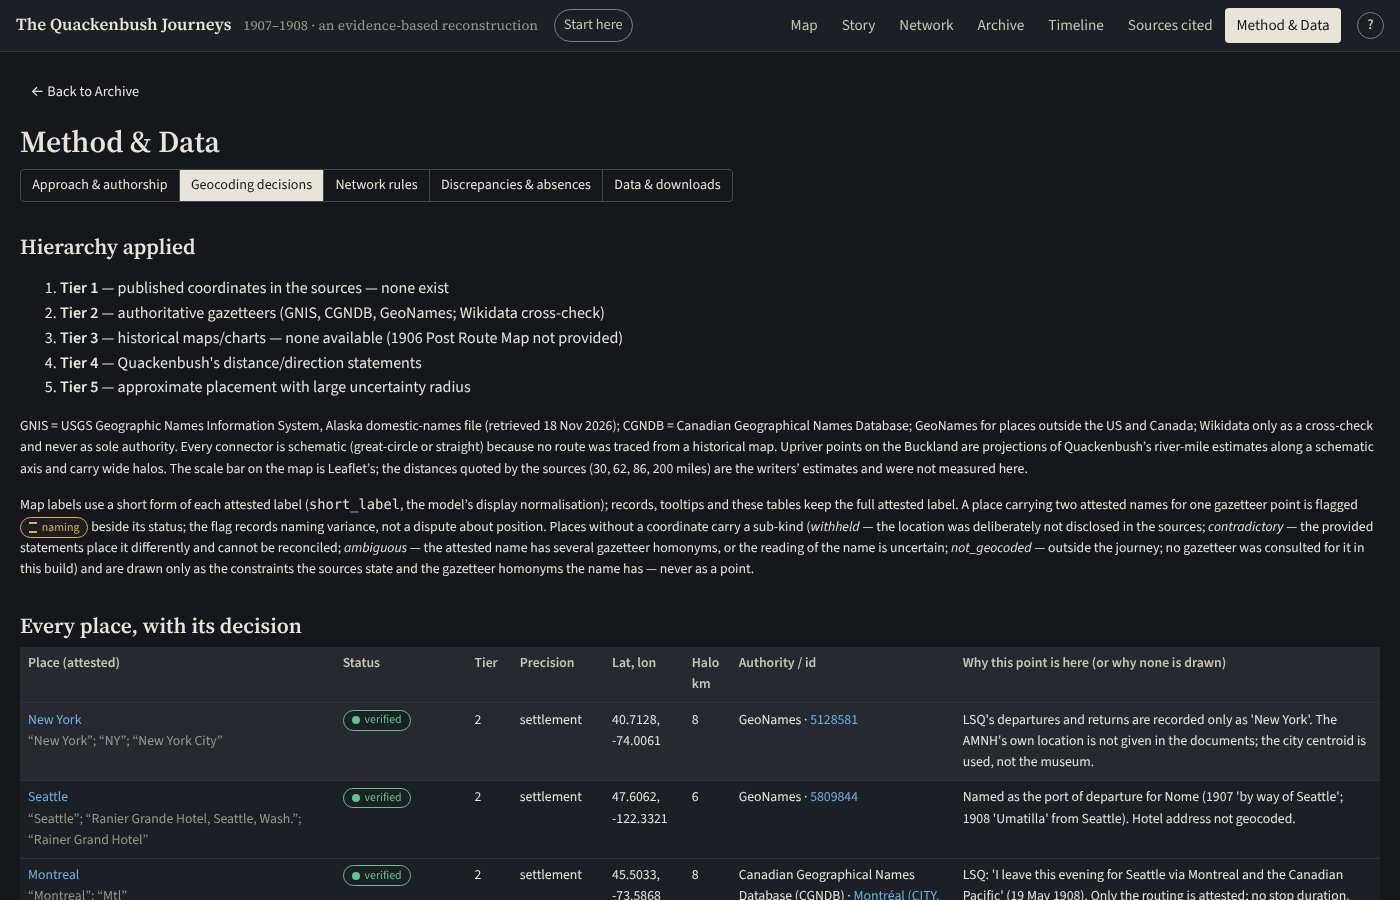 The Quackenbush Journeys 1907–1908 · an evidence-based reconstruction Start here Map Story Network Archive Timeline Sources cited Method & Data ?
← Back to Archive
Method & Data
Approach & authorship Geocoding decisions Network rules Discrepancies & absences Data & downloads
Hierarchy applied
1. Tier 1 — published coordinates in the sources — none exist
2. Tier 2 — authoritative gazetteers (GNIS, CGNDB, GeoNames; Wikidata cross-check)
3. Tier 3 — historical maps/charts — none available (1906 Post Route Map not provided)
4. Tier 4 — Quackenbush's distance/direction statements
5. Tier 5 — approximate placement with large uncertainty radius
GNIS = USGS Geographic Names Information System, Alaska domestic-names file (retrieved 18 Nov 2026); CGNDB = Canadian Geographical Names Database; GeoNames for places outside the US and Canada; Wikidata only as a cross-check
and never as sole authority. Every connector is schematic (great-circle or straight) because no route was traced from a historical map. Upriver points on the Buckland are projections of Quackenbush's river-mile estimates along a schematic
axis and carry wide halos. The scale bar on the map is Leaflet's; the distances quoted by the sources (30, 62, 86, 200 miles) are the writers' estimates and were not measured here.
Map labels use a short form of each attested label (short_label, the model's display normalisation); records, tooltips and these tables keep the full attested label. A place carrying two attested names for one gazetteer point is flagged
naming beside its status; the flag records naming variance, not a dispute about position. Places without a coordinate carry a sub-kind (withheld — the location was deliberately not disclosed in the sources; contradictory — the provided
statements place it differently and cannot be reconciled; ambiguous — the attested name has several gazetteer homonyms, or the reading of the name is uncertain; not_geocoded — outside the journey; no gazetteer was consulted for it in
this build) and are drawn only as the constraints the sources state and the gazetteer homonyms the name has — never as a point.
Every place, with its decision
Place (attested) Status Tier Precision Lat, lon Halo km Authority / id Why this point is here (or why none is drawn)
New York verified 2 settlement 40.7128, 8 GeoNames · 5128581 LSQ's departures and returns are recorded only as 'New York'. The
“New York”; “NY”; “New York City” -74.0061 AMNH's own location is not given in the documents; the city centroid is
used, not the museum.
Seattle verified 2 settlement 47.6062, 6 GeoNames · 5809844 Named as the port of departure for Nome (1907 'by way of Seattle';
“Seattle”; “Ranier Grande Hotel, Seattle, Wash.”; -122.3321 1908 'Umatilla' from Seattle). Hotel address not geocoded.
“Rainer Grand Hotel”
Montreal verified 2 settlement 45.5033, 8 Canadian Geographical Names LSQ: 'I leave this evening for Seattle via Montreal and the Canadian
“Montreal”; “Mtl” -73.5868 Database (CGNDB) · Montréal (CITY, Pacific' (19 May 1908). Only the routing is attested; no stop duration,